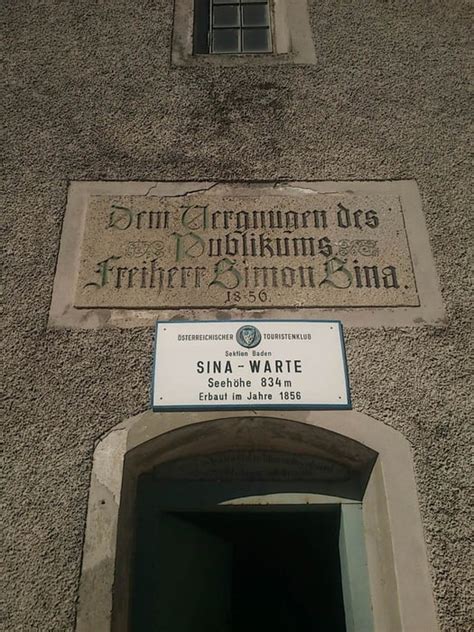 Dem Vergnügen des
Publikums
Freiherr Simon Sina.
1856.
ÖSTERREICHISCHER TOURISTENKLUB
Sektion Baden
SINA - WARTE
Seehöhe 834 m
Erbaut im Jahre 1856